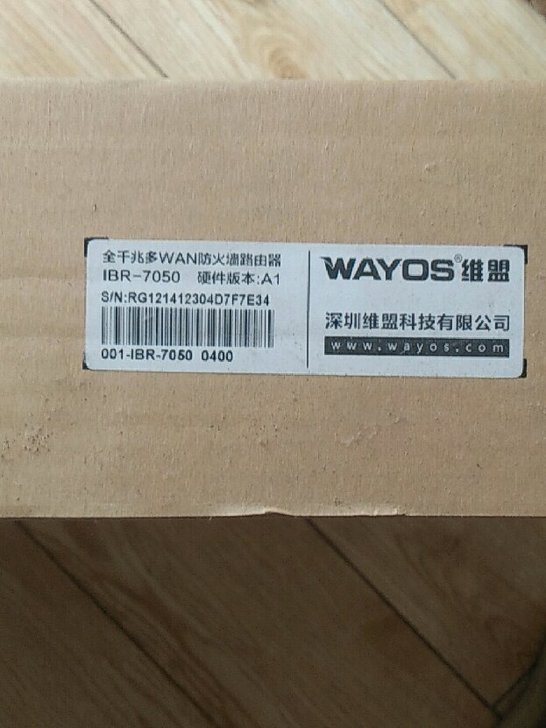 全千兆多WAN防火墙路由器
IBR-7050 硬件版本:A1
S/N:RG121412304D7F7E34
001-IBR-7050 0400
WAYOS®维盟
深圳维盟科技有限公司
www.wayos.com